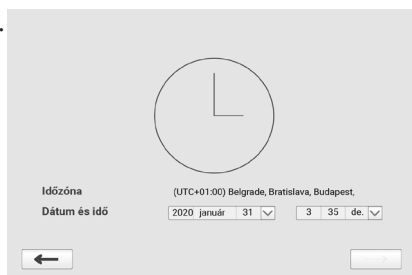 Időzóna (UTC+01:00) Belgrade, Bratislava, Budapest,
Dátum és idő 2020 január 31 3 35 de.